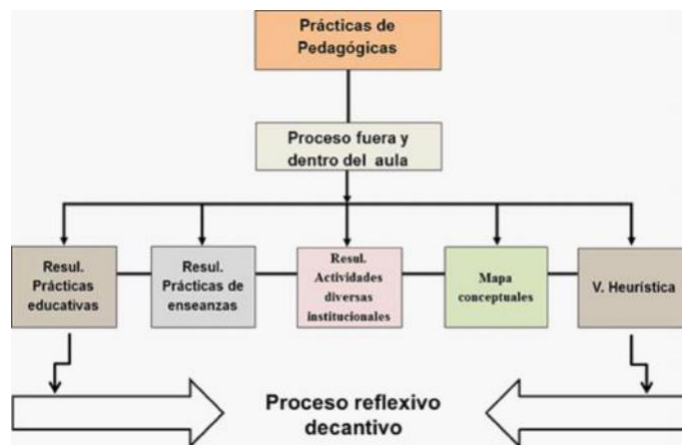 Prácticas de
Pedagógicas
Proceso fuera y
dentro del aula
Resul.
Prácticas
educativas
Resul.
Prácticas de
enseanzas
Resul.
Actividades
diversas
institucionales
Mapa
conceptuales
V. Heurística
Proceso reflexivo
decantivo